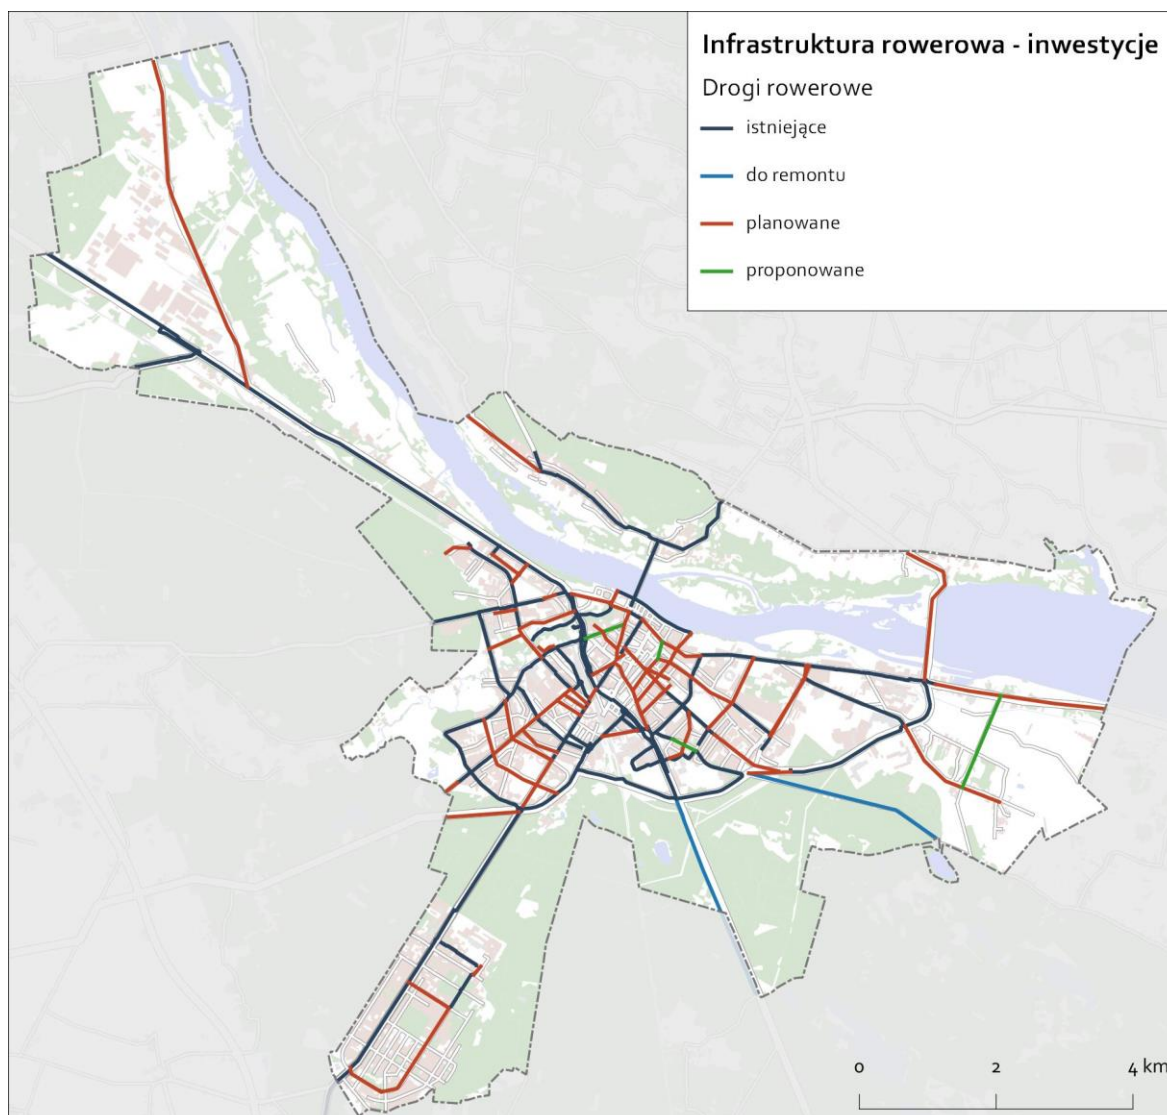 Infrastruktura rowerowa - inwestycje
Drogi rowerowe
istniejące
do remontu
planowane
proponowane
0 2 4 km